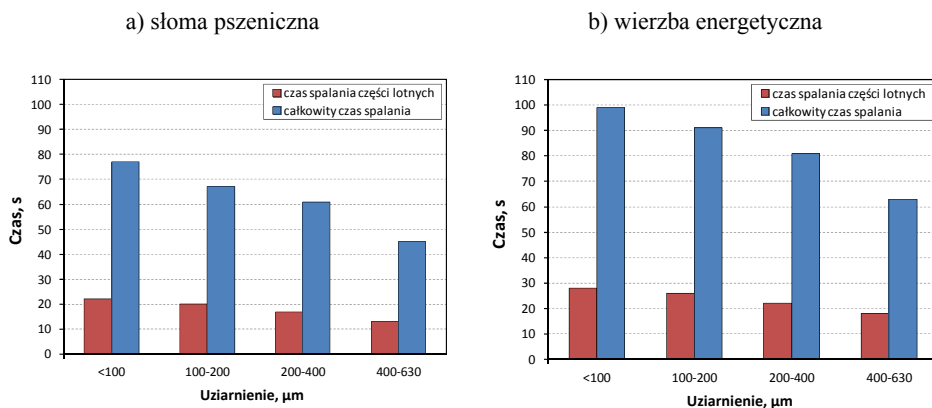 a) słoma pszeniczna
b) wierzba energetyczna
110
100
90
80
70
60
50
40
30
20
10
0
Czas, s
czas spalania części lotnych
całkowity czas spalania
<100 100-200 200-400 400-630
Uziarnienie, µm
110
100
90
80
70
60
50
40
30
20
10
0
Czas, s
czas spalania części lotnych
całkowity czas spalania
<100 100-200 200-400 400-630
Uziarnienie, µm